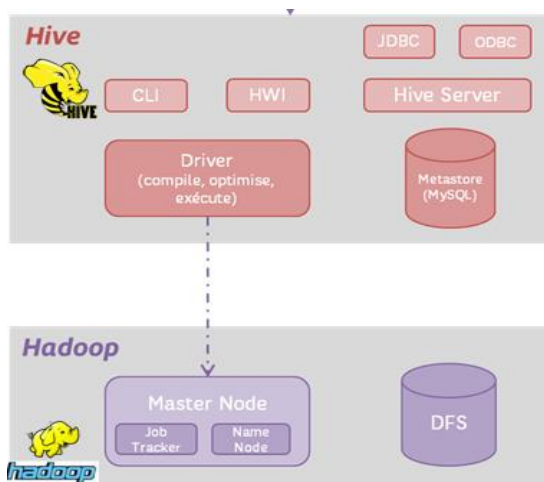 Hive
JDBC
ODBC
HIVE
CLI
HWI
Hive Server
Driver
(compile, optimise,
exécute)
Metastore
(MySQL)
Hadoop
Master Node
Job
Tracker
Name
Node
DFS
hadoop